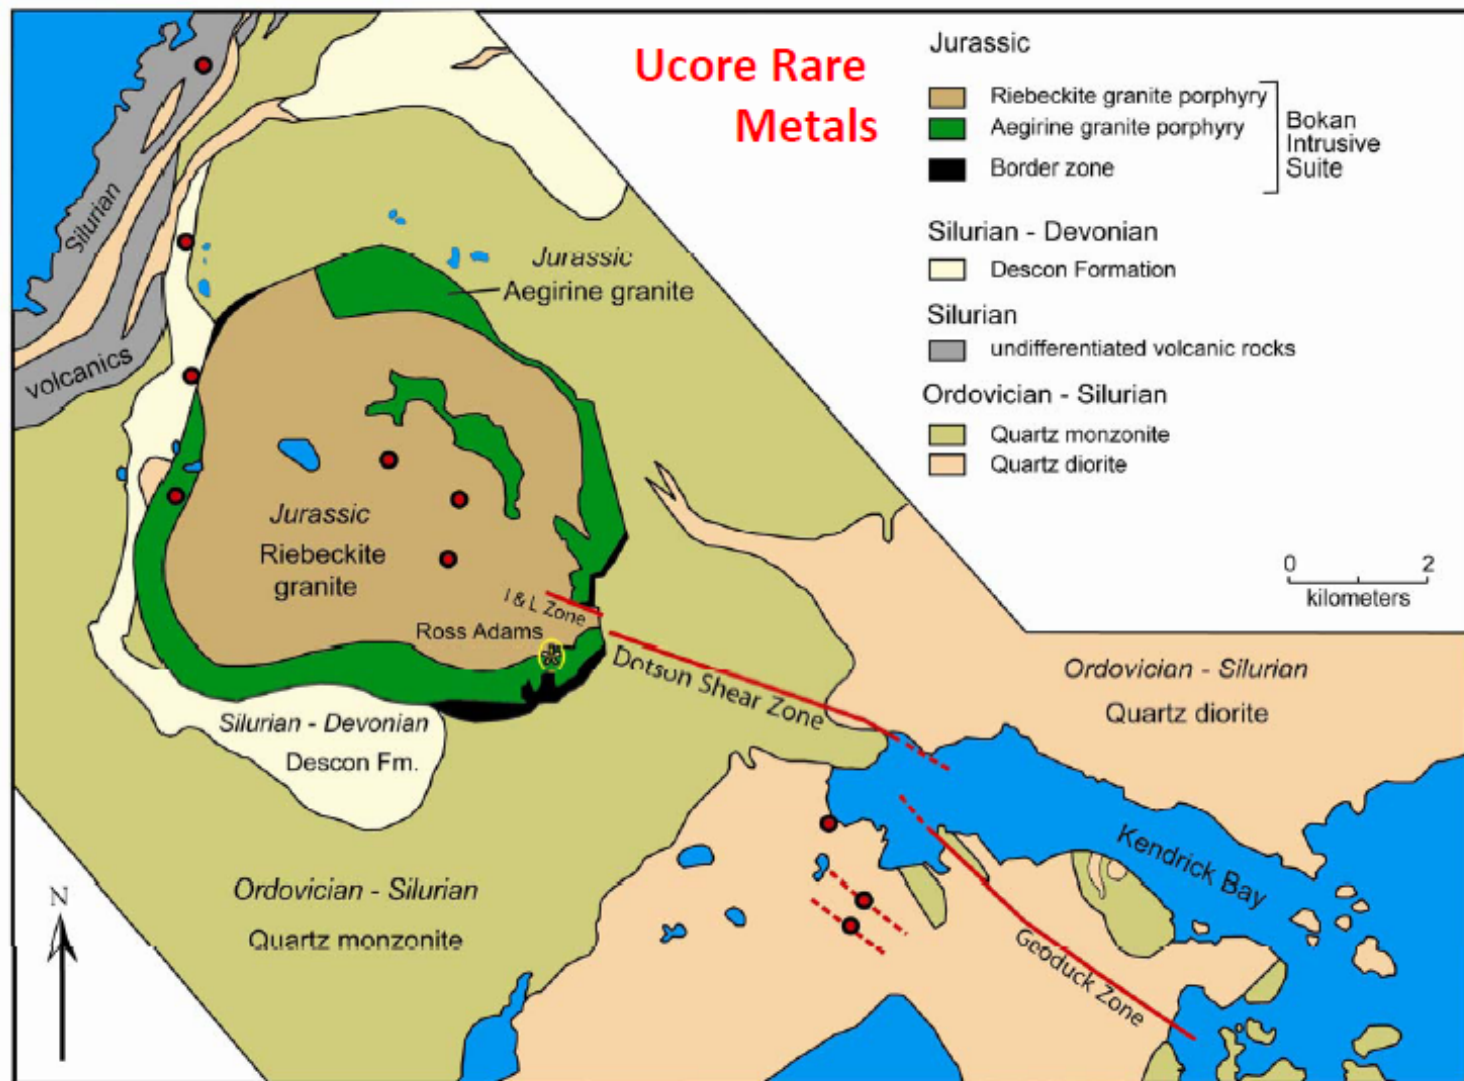 Ucore Rare
Metals
Jurassic
Riebeckite granite porphyry
Aegirine granite porphyry
Border zone
Bokan
Intrusive
Suite
Silurian - Devonian
Descon Formation
Silurian
undifferentiated volcanic rocks
Ordovician - Silurian
Quartz monzonite
Quartz diorite
0 2
kilometers
Silurian
volcanics
Jurassic
Aegirine granite
Jurassic
Riebeckite
granite
I & L Zone
Ross Adams
Dotsun Shear Zone
Silurian - Devonian
Descon Fm.
Ordovician - Silurian
Quartz diorite
Kendrick Bay
Ordovician - Silurian
Quartz monzonite
Geoduck Zone
N